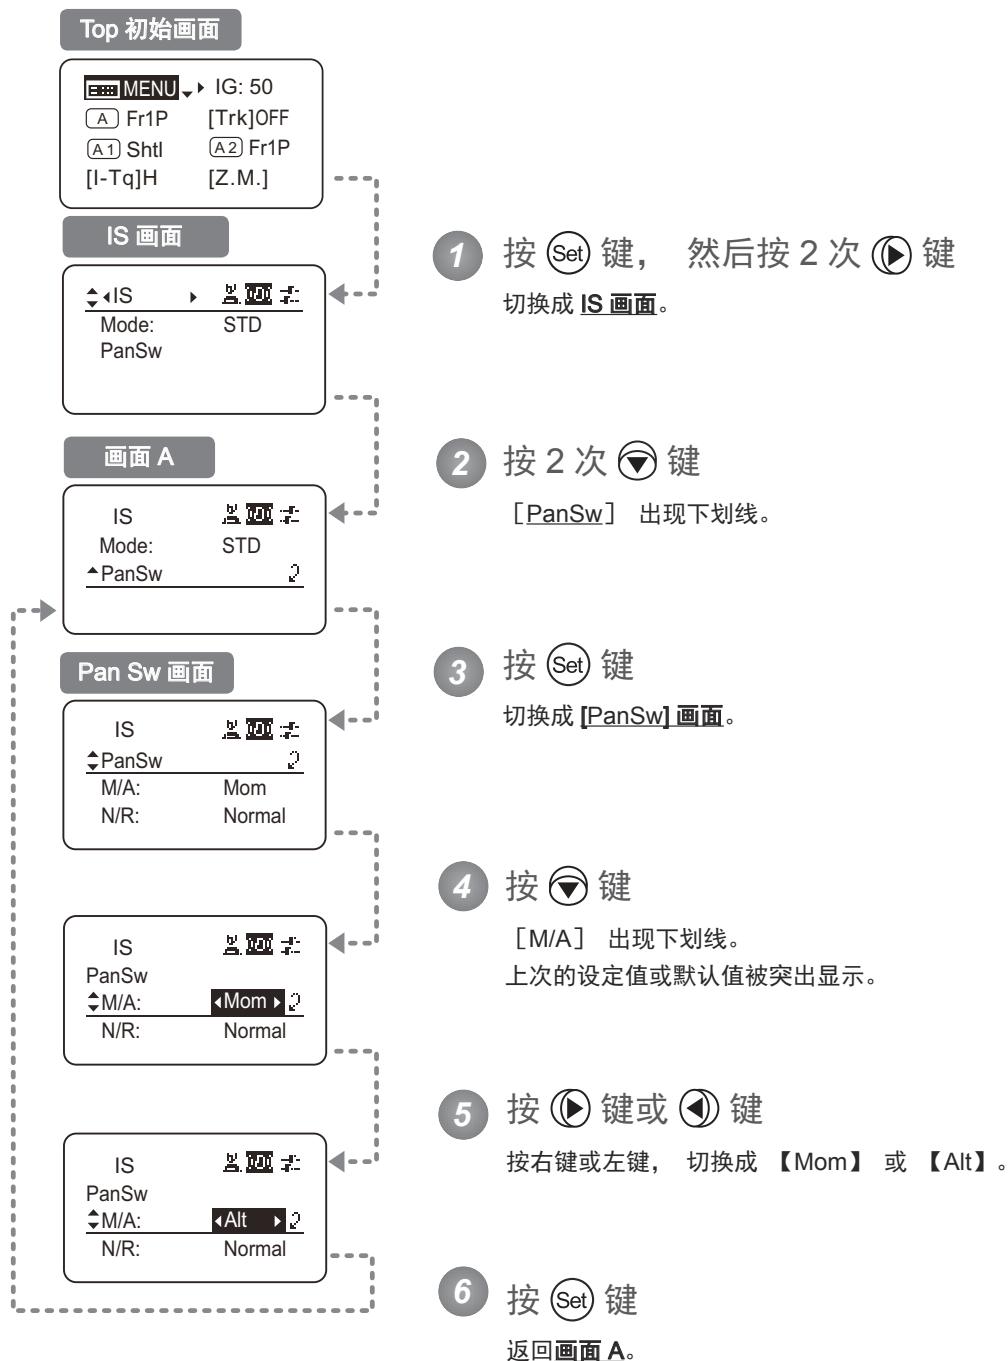 Top 初始画面
MENU IG: 50
A Fr1P [Trk]OFF
A1 Shtl A2 Fr1P
[I-Tq]H [Z.M.]
IS 画面
IS
Mode: STD
PanSw
1 按 Set 键， 然后按 2 次 键
切换成 IS 画面。
画面 A
IS
Mode: STD
PanSw
2 按 2 次 键
［PanSw］ 出现下划线。
Pan Sw 画面
IS
PanSw
M/A: Mom
N/R: Normal
3 按 Set 键
切换成 [PanSw] 画面。
IS
PanSw
M/A: Mom
N/R: Normal
4 按 键
［M/A］ 出现下划线。
上次的设定值或默认值被突出显示。
IS
PanSw
M/A: Alt
N/R: Normal
5 按 键或 键
按右键或左键， 切换成 【Mom】 或 【Alt】。
6 按 Set 键
返回画面 A。